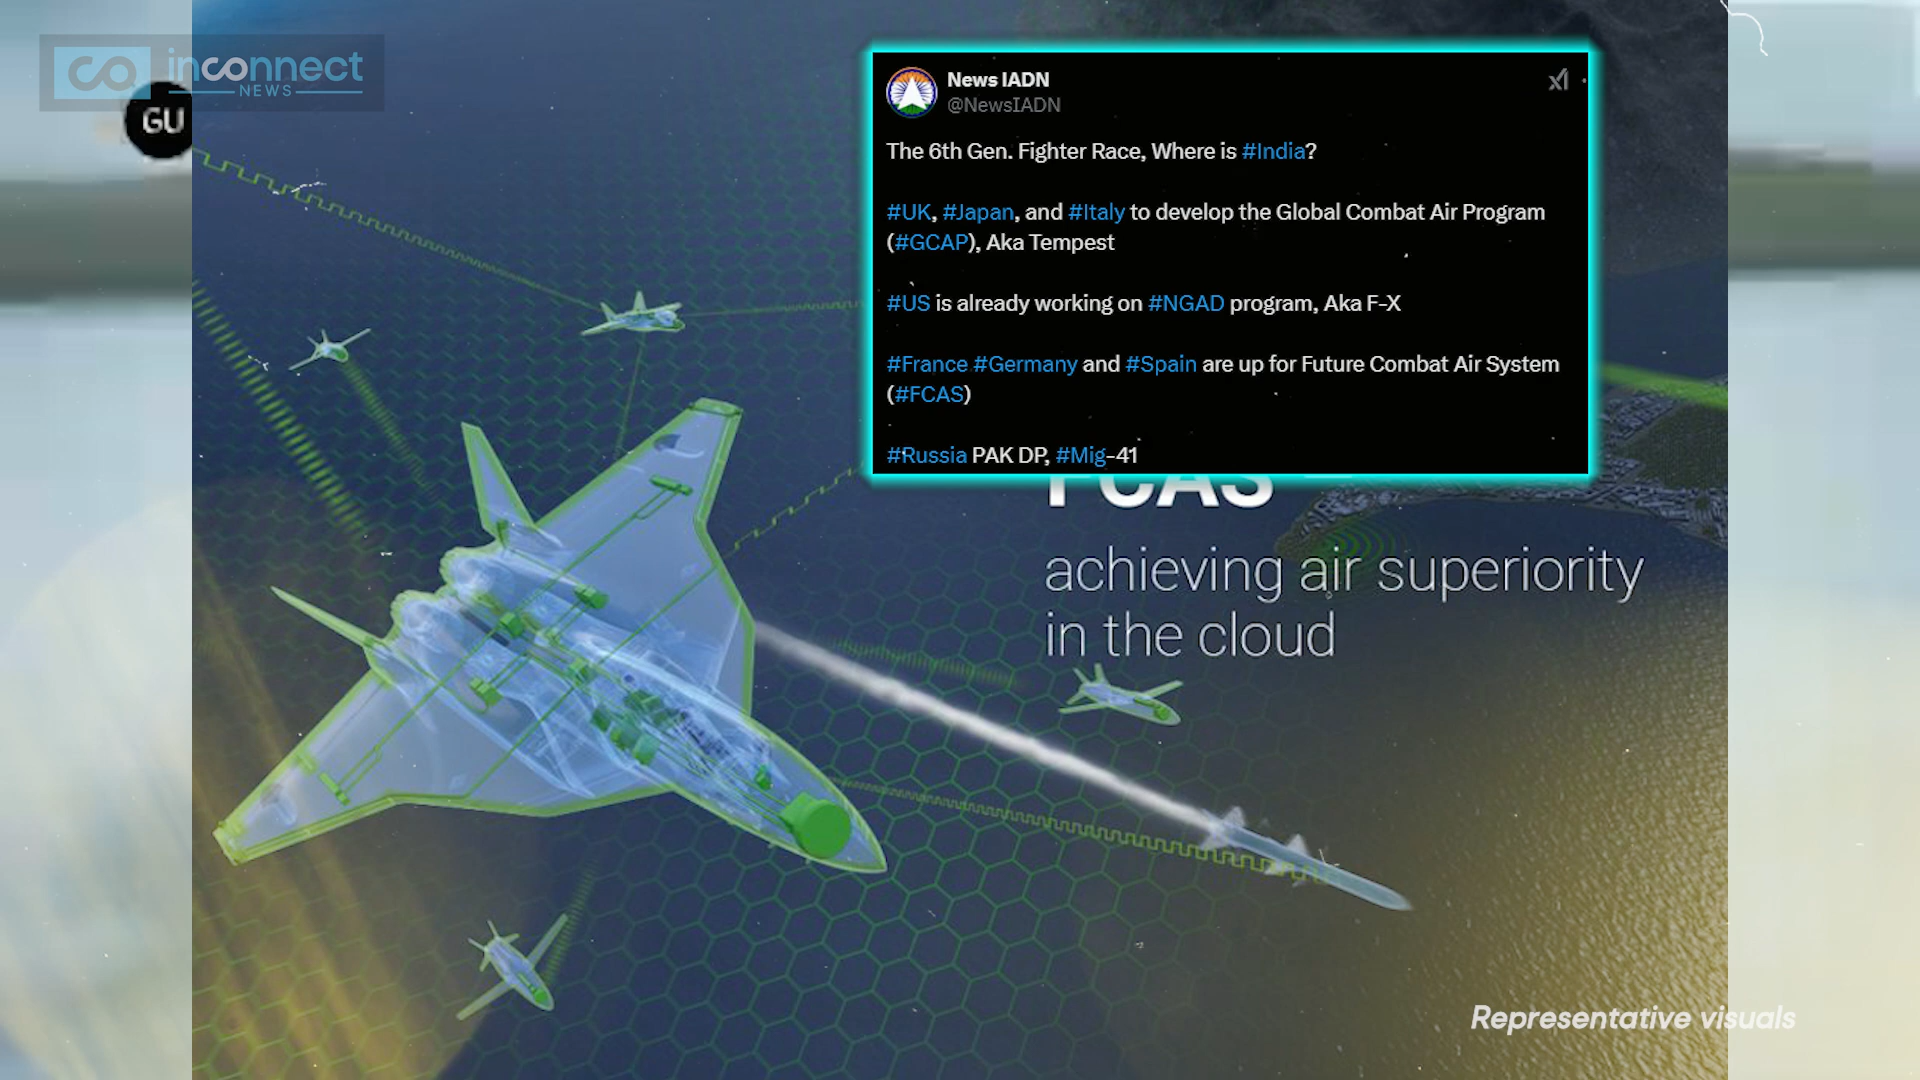 inconnect
NEWS
GU
News IADN
@NewsIADN
The 6th Gen. Fighter Race, Where is #India?
#UK, #Japan, and #Italy to develop the Global Combat Air Program
(#GCAP), Aka Tempest
#US is already working on #NGAD program, Aka F-X
#France #Germany and #Spain are up for Future Combat Air System
(#FCAS)
#Russia PAK DP, #Mig-41
FCAS
achieving air superiority
in the cloud
Representative visuals